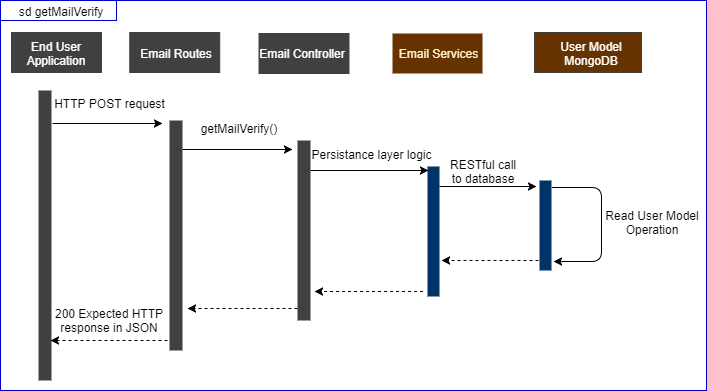 sd getMailVerify
End User
Application
Email Routes
Email Controller
Email Services
User Model
MongoDB
HTTP POST request
getMailVerify()
Persistance layer logic
RESTful call
to database
Read User Model
Operation
200 Expected HTTP
response in JSON